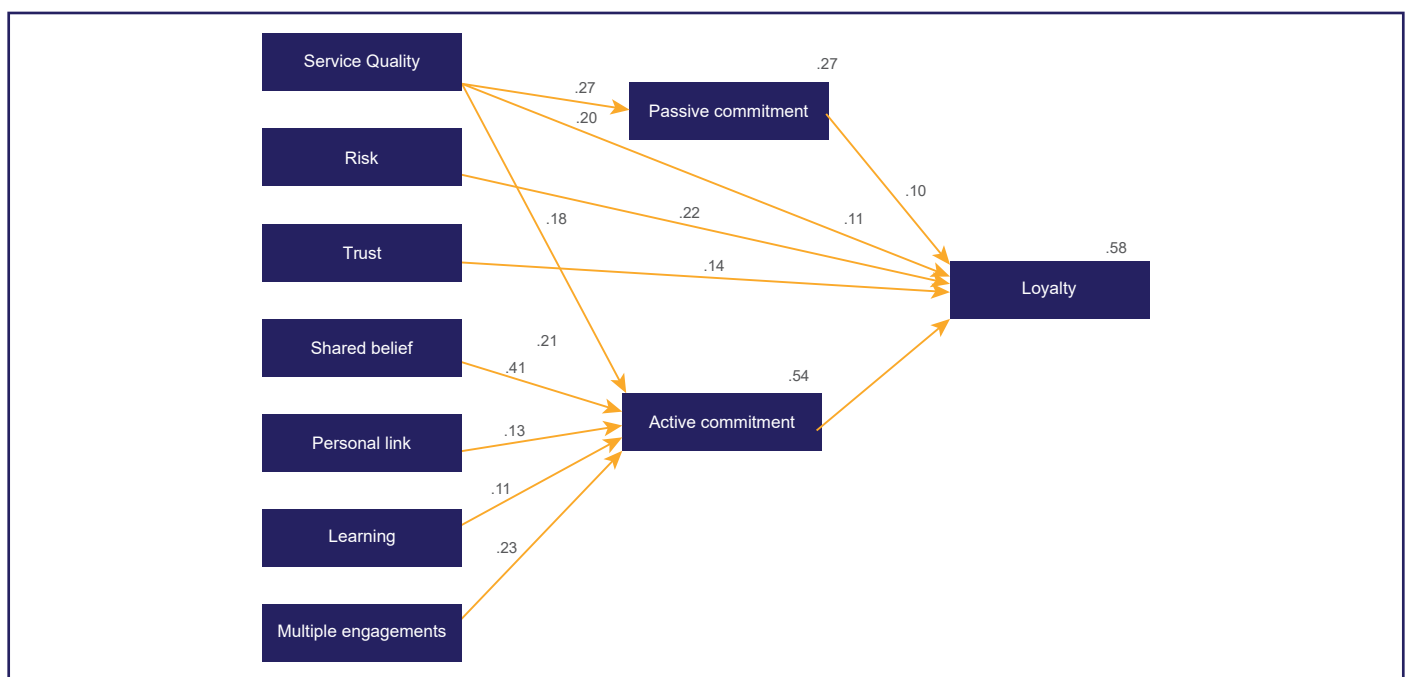 Service Quality
.27
.27
Passive commitment
.20
Risk
.10
.18
.22
.11
Trust
.14
.58
Loyalty
Shared belief
.21
.41
.54
Active commitment
Personal link
.13
.11
Learning
.23
Multiple engagements